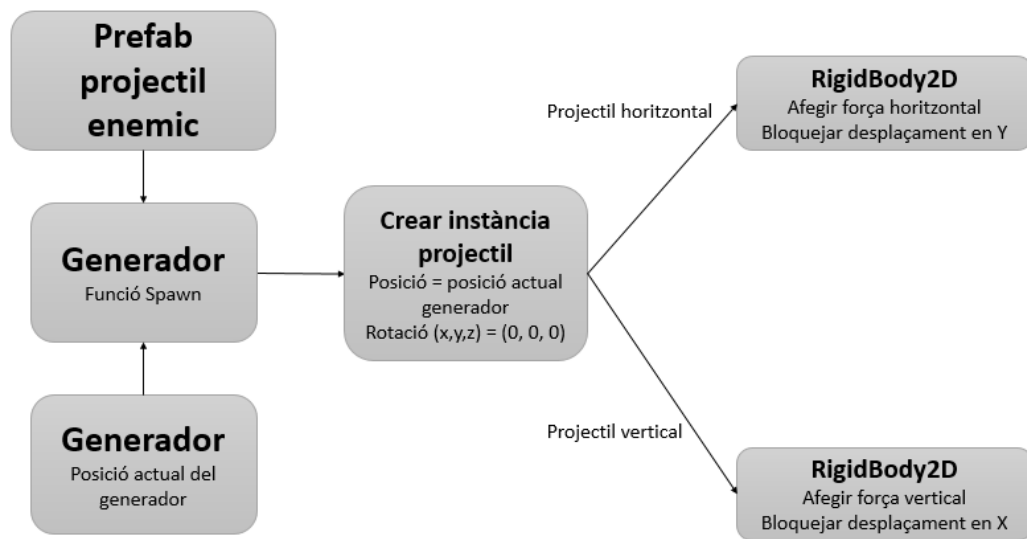 Prefab
projectil
enemic
Generador
Funció Spawn
Generador
Posició actual del
generador
Crear instància
projectil
Posició = posició actual
generador
Rotació (x,y,z) = (0, 0, 0)
Projectil horitzontal
RigidBody2D
Afegir força horitzontal
Bloquejar desplaçament en Y
Projectil vertical
RigidBody2D
Afegir força vertical
Bloquejar desplaçament en X